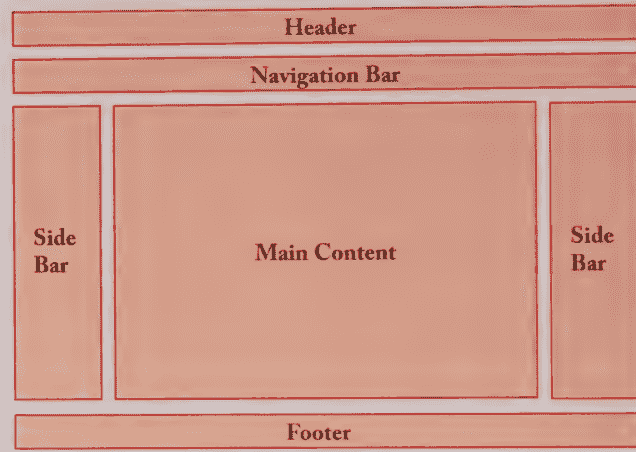 Header
Navigation Bar
Side
Bar
Main Content
Side
Bar
Footer